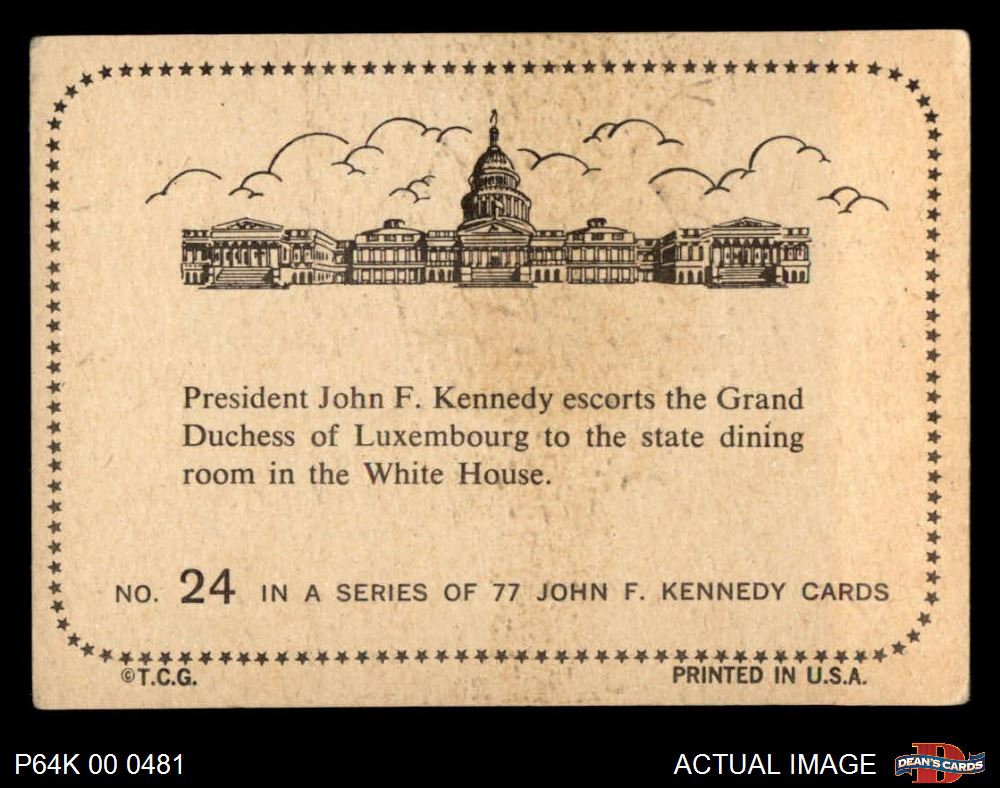 President John F. Kennedy escorts the Grand
Duchess of Luxembourg to the state dining
room in the White House.
NO. 24 IN A SERIES OF 77 JOHN F. KENNEDY CARDS
©T.C.G. PRINTED IN U.S.A.
P64K 00 0481 ACTUAL IMAGE D DEAN'S CARDS